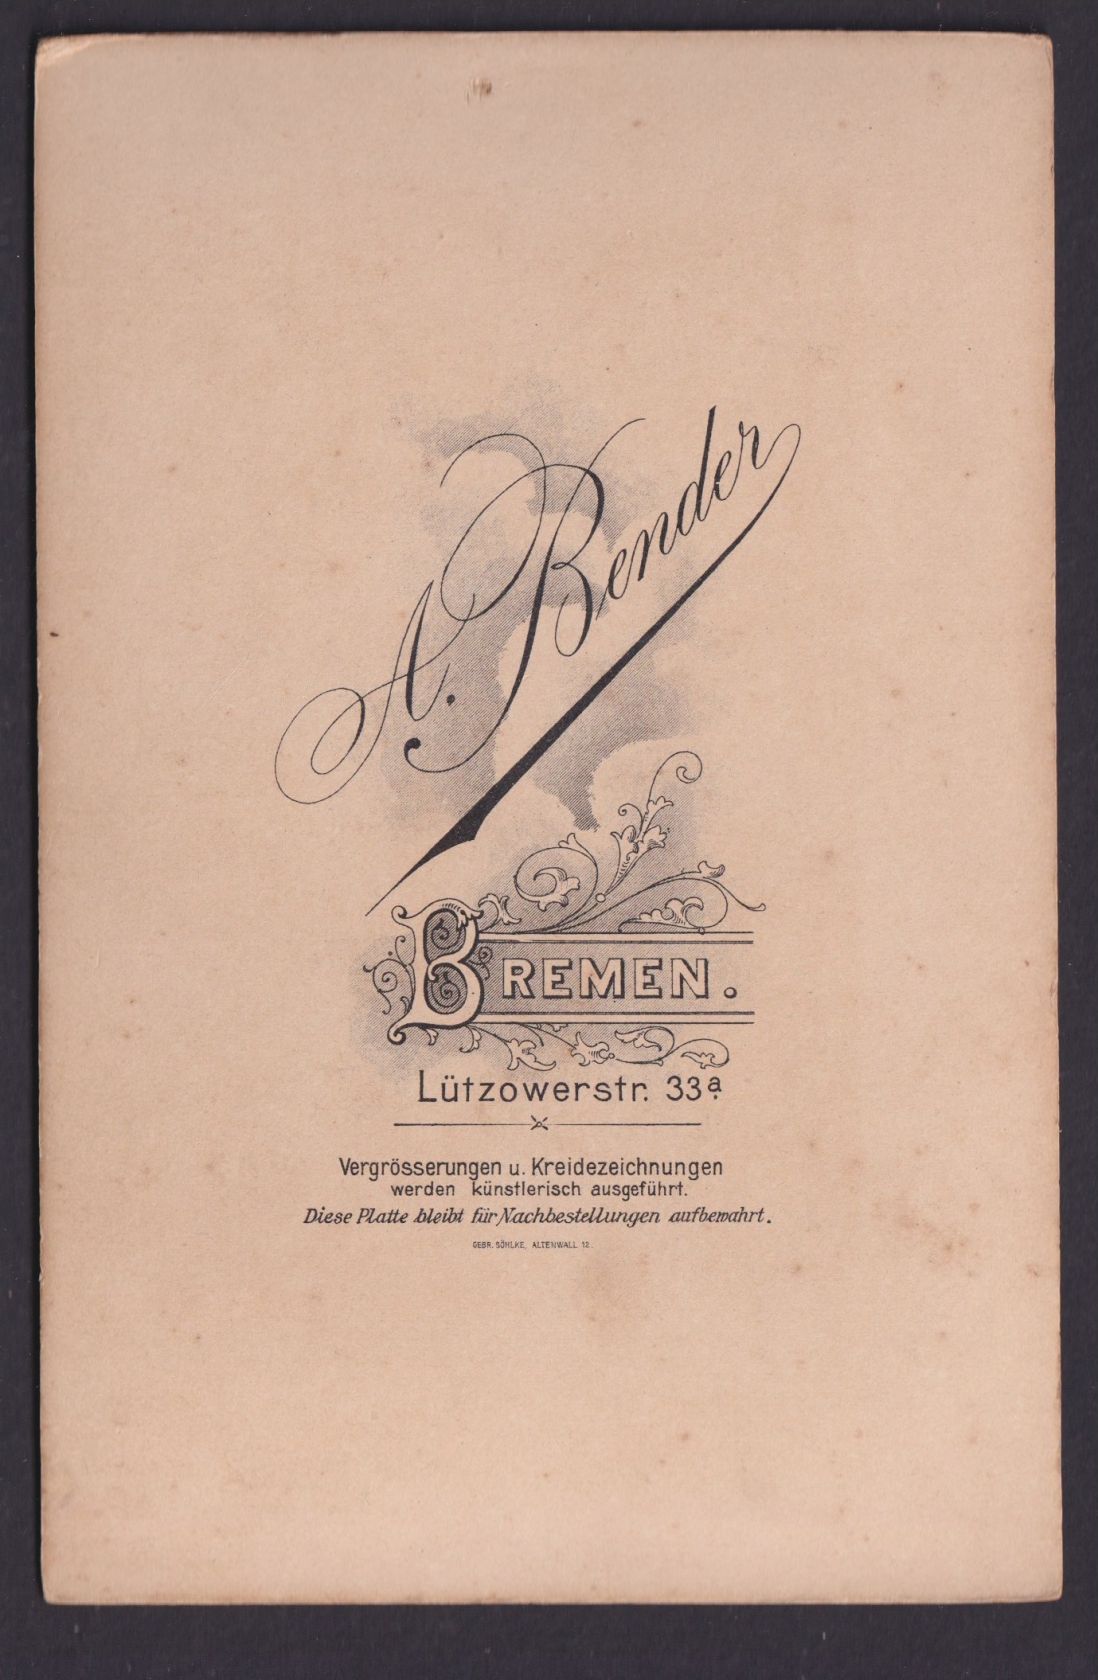 A. Bender
BREMEN.
Lützowerstr. 33a.
Vergrösserungen u. Kreidezeichnungen
werden künstlerisch ausgeführt.
Diese Platte bleibt für Nachbestellungen aufbewahrt.
GEBR. SÖHLKE, ALTENWALL 12.